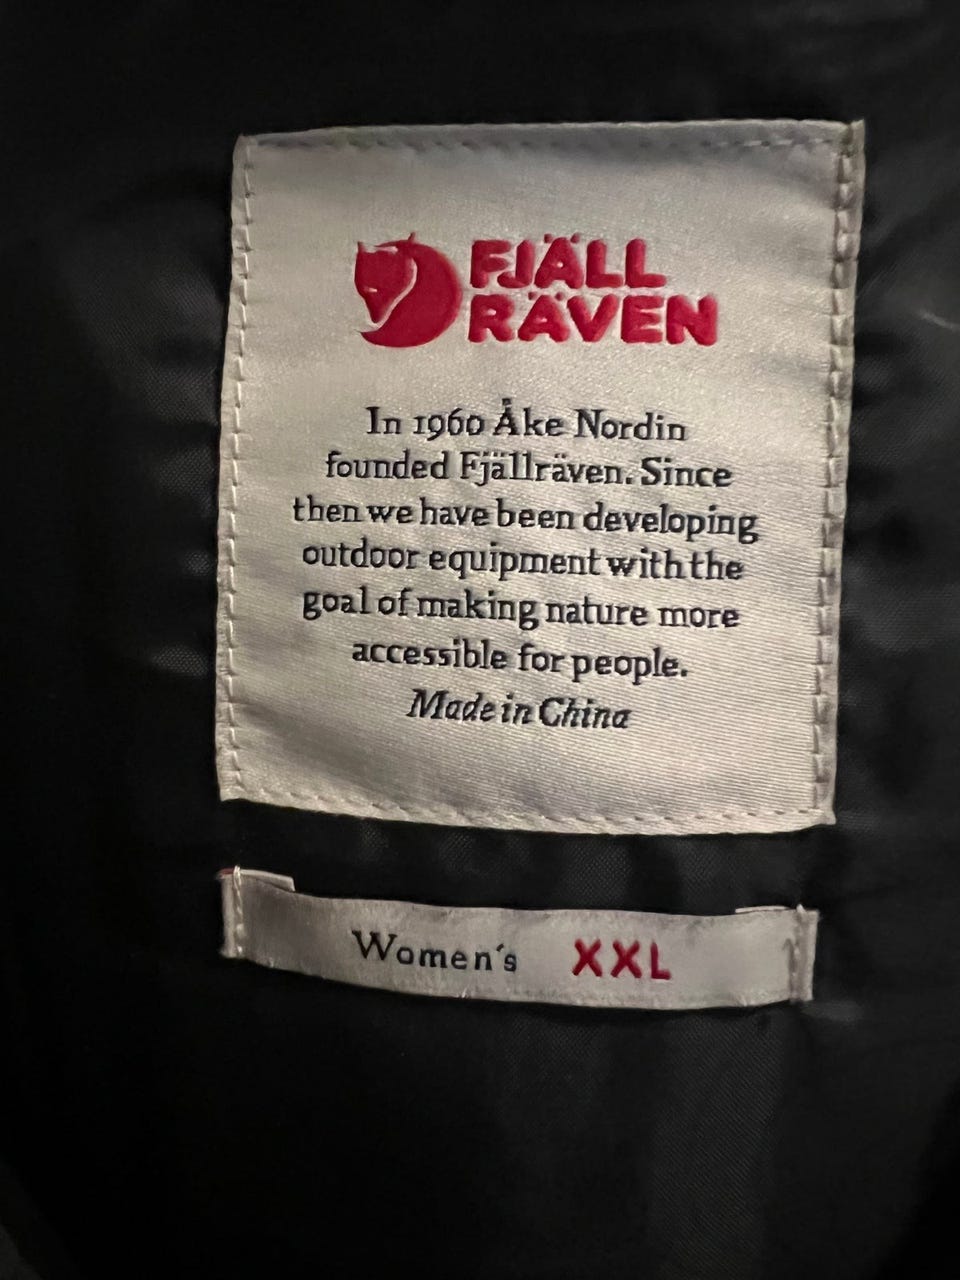 FJÄLL
RÄVEN
In 1960 Åke Nordin
founded Fjällräven. Since
then we have been developing
outdoor equipment with the
goal of making nature more
accessible for people.
Made in China
Women's XXL